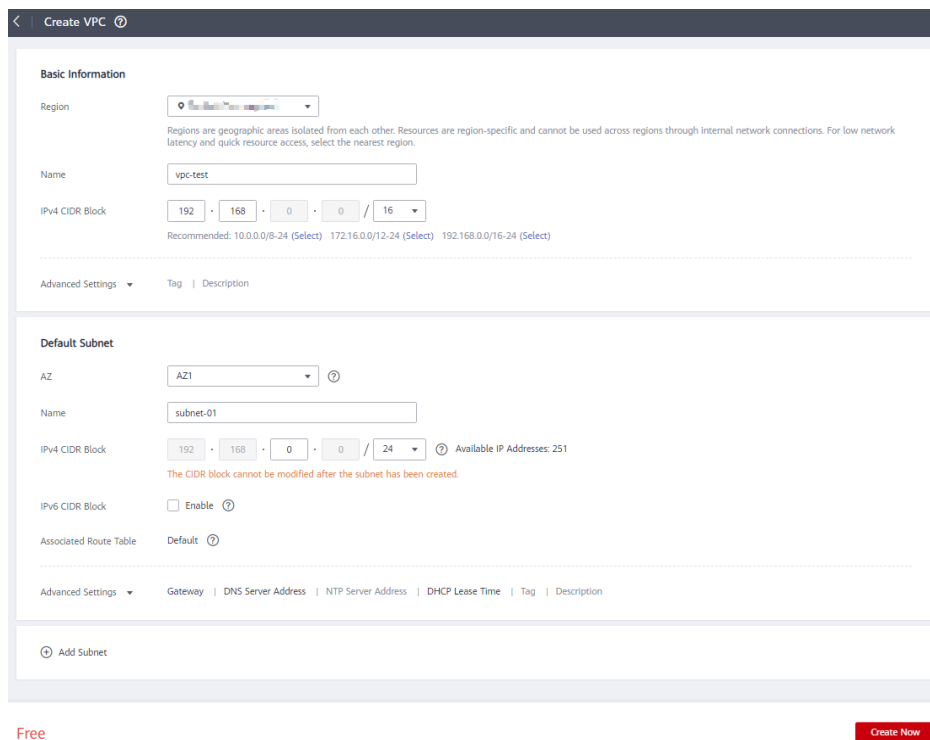 Create VPC ?
Basic Information
Region
Regions are geographic areas isolated from each other. Resources are region-specific and cannot be used across regions through internal network connections. For low network
latency and quick resource access, select the nearest region.
Name vpc-test
IPv4 CIDR Block 192 · 168 · 0 · 0 / 16
Recommended: 10.0.0.0/8-24 (Select) 172.16.0.0/12-24 (Select) 192.168.0.0/16-24 (Select)
Advanced Settings Tag | Description
Default Subnet
AZ AZ1 ?
Name subnet-01
IPv4 CIDR Block 192 · 168 · 0 · 0 / 24 ? Available IP Addresses: 251
The CIDR block cannot be modified after the subnet has been created.
IPv6 CIDR Block Enable ?
Associated Route Table Default ?
Advanced Settings Gateway | DNS Server Address | NTP Server Address | DHCP Lease Time | Tag | Description
Add Subnet
Free Create Now